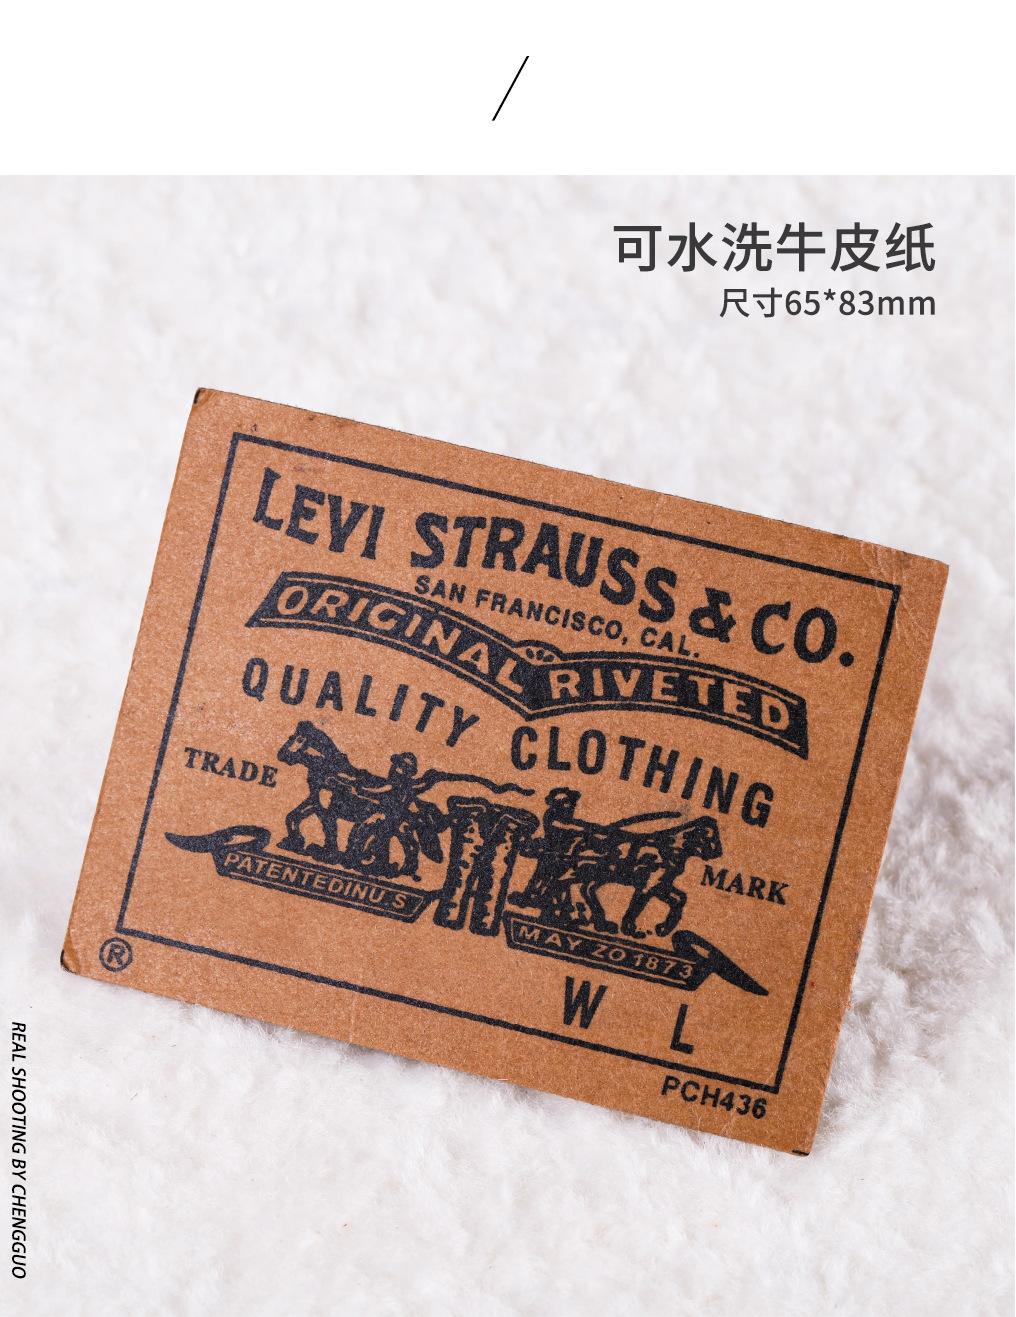 可水洗牛皮纸
尺寸65*83mm
LEVI STRAUSS & CO.
SAN FRANCISCO, CAL.
ORIGINAL RIVETED
QUALITY CLOTHING
TRADE MARK
PATENTEDINU.S
MAY ZO 1873
W L
®
PCH436
REAL SHOOTING BY CHENGGUO